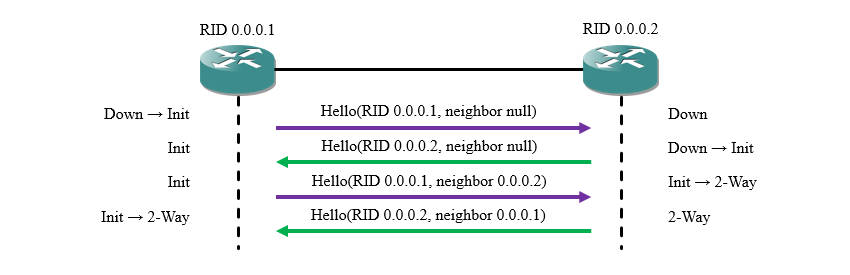 RID 0.0.0.1
RID 0.0.0.2
Down → Init
Hello(RID 0.0.0.1, neighbor null)
Down
Init
Hello(RID 0.0.0.2, neighbor null)
Down → Init
Init
Hello(RID 0.0.0.1, neighbor 0.0.0.2)
Init → 2-Way
Init → 2-Way
Hello(RID 0.0.0.2, neighbor 0.0.0.1)
2-Way